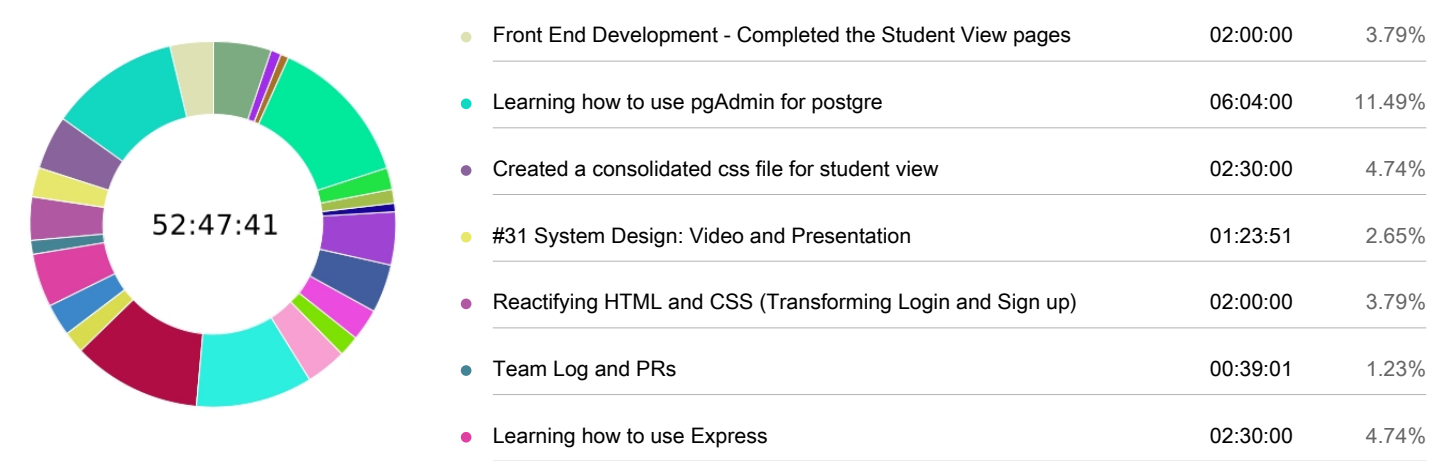 52:47:41
Front End Development - Completed the Student View pages 02:00:00 3.79%
Learning how to use pgAdmin for postgre 06:04:00 11.49%
Created a consolidated css file for student view 02:30:00 4.74%
#31 System Design: Video and Presentation 01:23:51 2.65%
Reactifying HTML and CSS (Transforming Login and Sign up) 02:00:00 3.79%
Team Log and PRs 00:39:01 1.23%
Learning how to use Express 02:30:00 4.74%